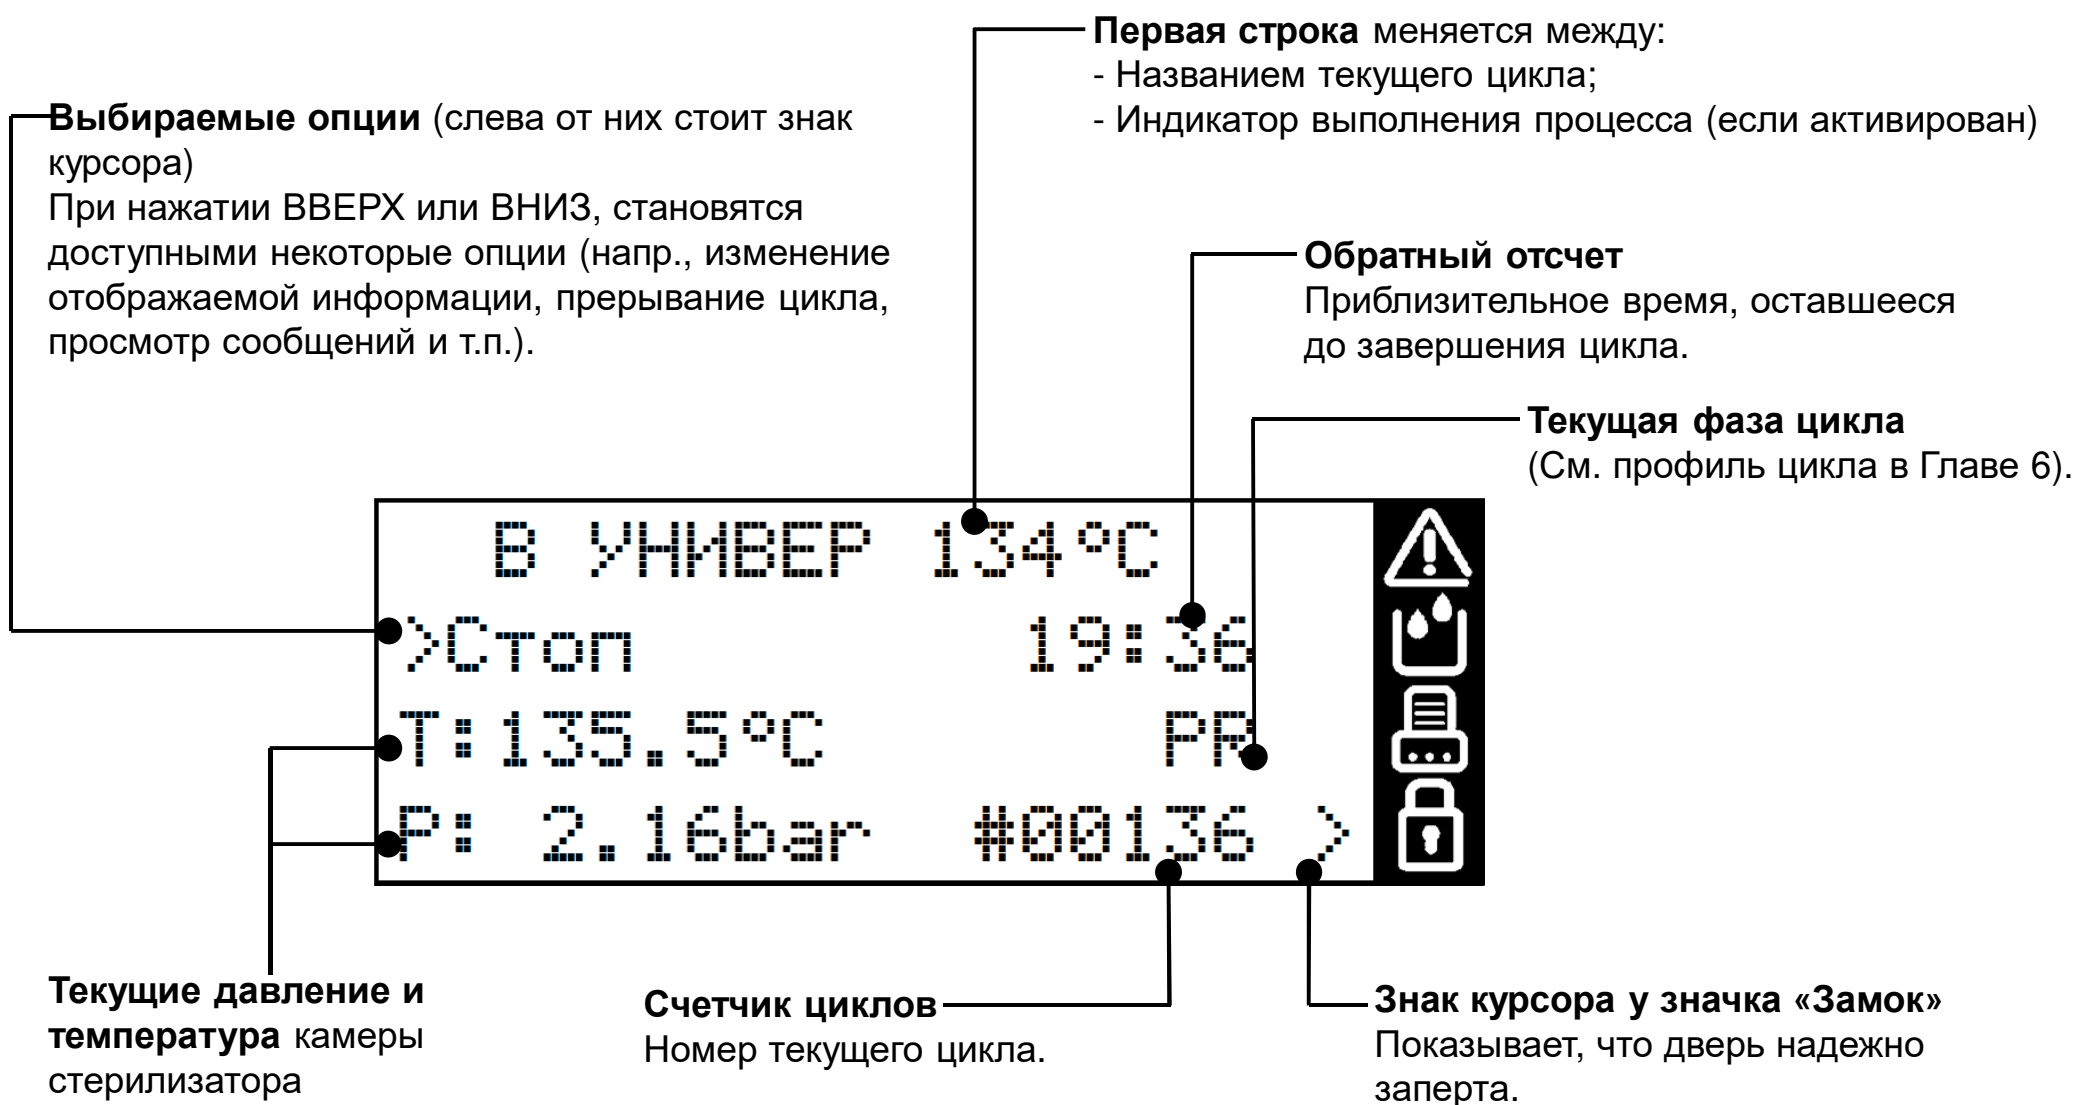 Первая строка меняется между:
- Названием текущего цикла;
- Индикатор выполнения процесса (если активирован)
Выбираемые опции (слева от них стоит знак
курсора)
При нажатии ВВЕРХ или ВНИЗ, становятся
доступными некоторые опции (напр., изменение
отображаемой информации, прерывание цикла,
просмотр сообщений и т.п.).
Обратный отсчет
Приблизительное время, оставшееся
до завершения цикла.
Текущая фаза цикла
(См. профиль цикла в Главе 6).
В УНИВЕР 134°C
>Стоп 19:36
T:135.5°C PR
P: 2.16bar #00136 >
Текущие давление и
температура камеры
стерилизатора
Счетчик циклов
Номер текущего цикла.
Знак курсора у значка «Замок»
Показывает, что дверь надежно
заперта.